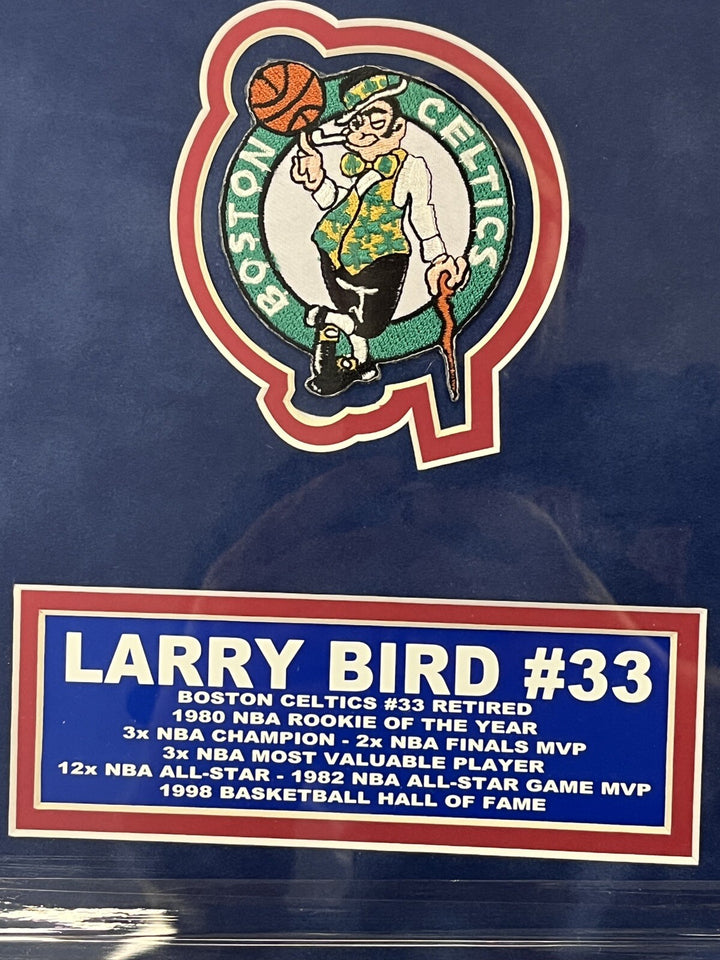 BOSTON CELTICS
LARRY BIRD #33
BOSTON CELTICS #33 RETIRED
1980 NBA ROOKIE OF THE YEAR
3x NBA CHAMPION - 2x NBA FINALS MVP
3x NBA MOST VALUABLE PLAYER
12x NBA ALL-STAR - 1982 NBA ALL-STAR GAME MVP
1998 BASKETBALL HALL OF FAME